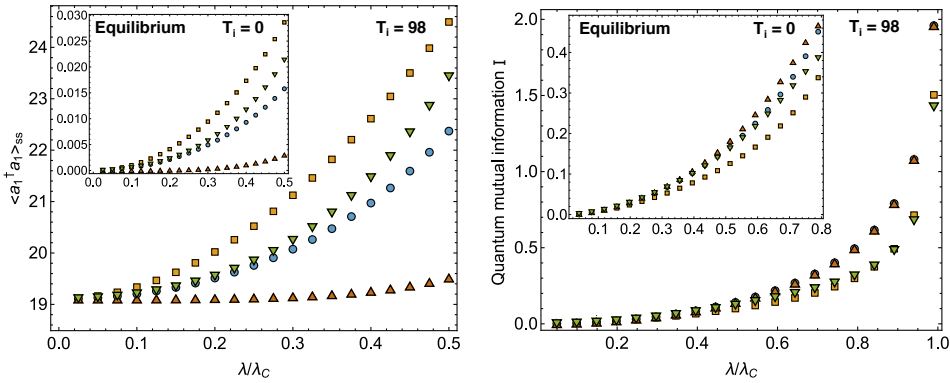 Equilibrium T_i = 0
T_i = 98
0.030
0.025
0.020
0.015
0.010
0.005
0.000
0.0 0.1 0.2 0.3 0.4 0.5
24
23
22
21
20
19
<a₁†a₁>ss
0.0 0.1 0.2 0.3 0.4 0.5
λ/λ_C
Equilibrium T_i = 0
T_i = 98
0.4
0.3
0.2
0.1
0.0
0.1 0.2 0.3 0.4 0.5 0.6 0.7 0.8
2.0
1.5
1.0
0.5
0.0
Quantum mutual information I
0.2 0.4 0.6 0.8 1.0
λ/λ_C